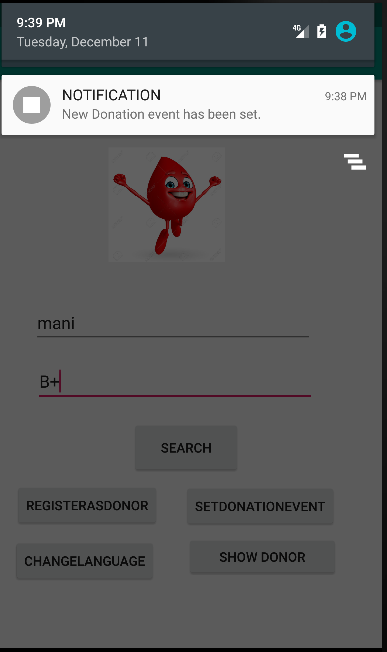 9:39 PM
Tuesday, December 11
4G
NOTIFICATION
9:38 PM
New Donation event has been set.
mani
B+
SEARCH
REGISTERASDONOR
SETDONATIONEVENT
CHANGELANGUAGE
SHOW DONOR